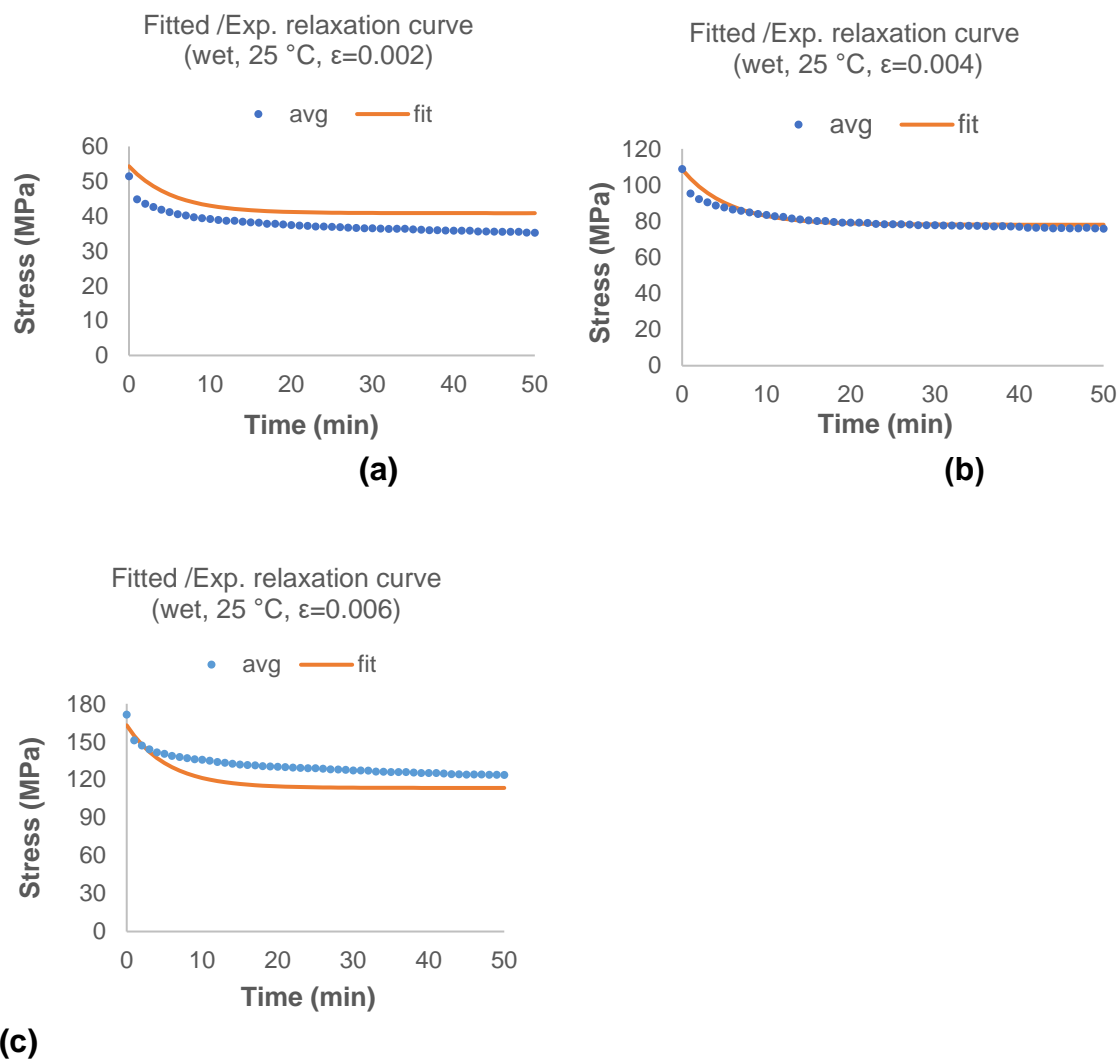 Fitted /Exp. relaxation curve
(wet, 25 °C, ε=0.002)
avg fit
60
50
40
30
20
10
0
Stress (MPa)
0 10 20 30 40 50
Time (min)
(a)
Fitted /Exp. relaxation curve
(wet, 25 °C, ε=0.004)
avg fit
120
100
80
60
40
20
0
Stress (MPa)
0 10 20 30 40 50
Time (min)
(b)
Fitted /Exp. relaxation curve
(wet, 25 °C, ε=0.006)
avg fit
180
150
120
90
60
30
0
Stress (MPa)
0 10 20 30 40 50
Time (min)
(c)